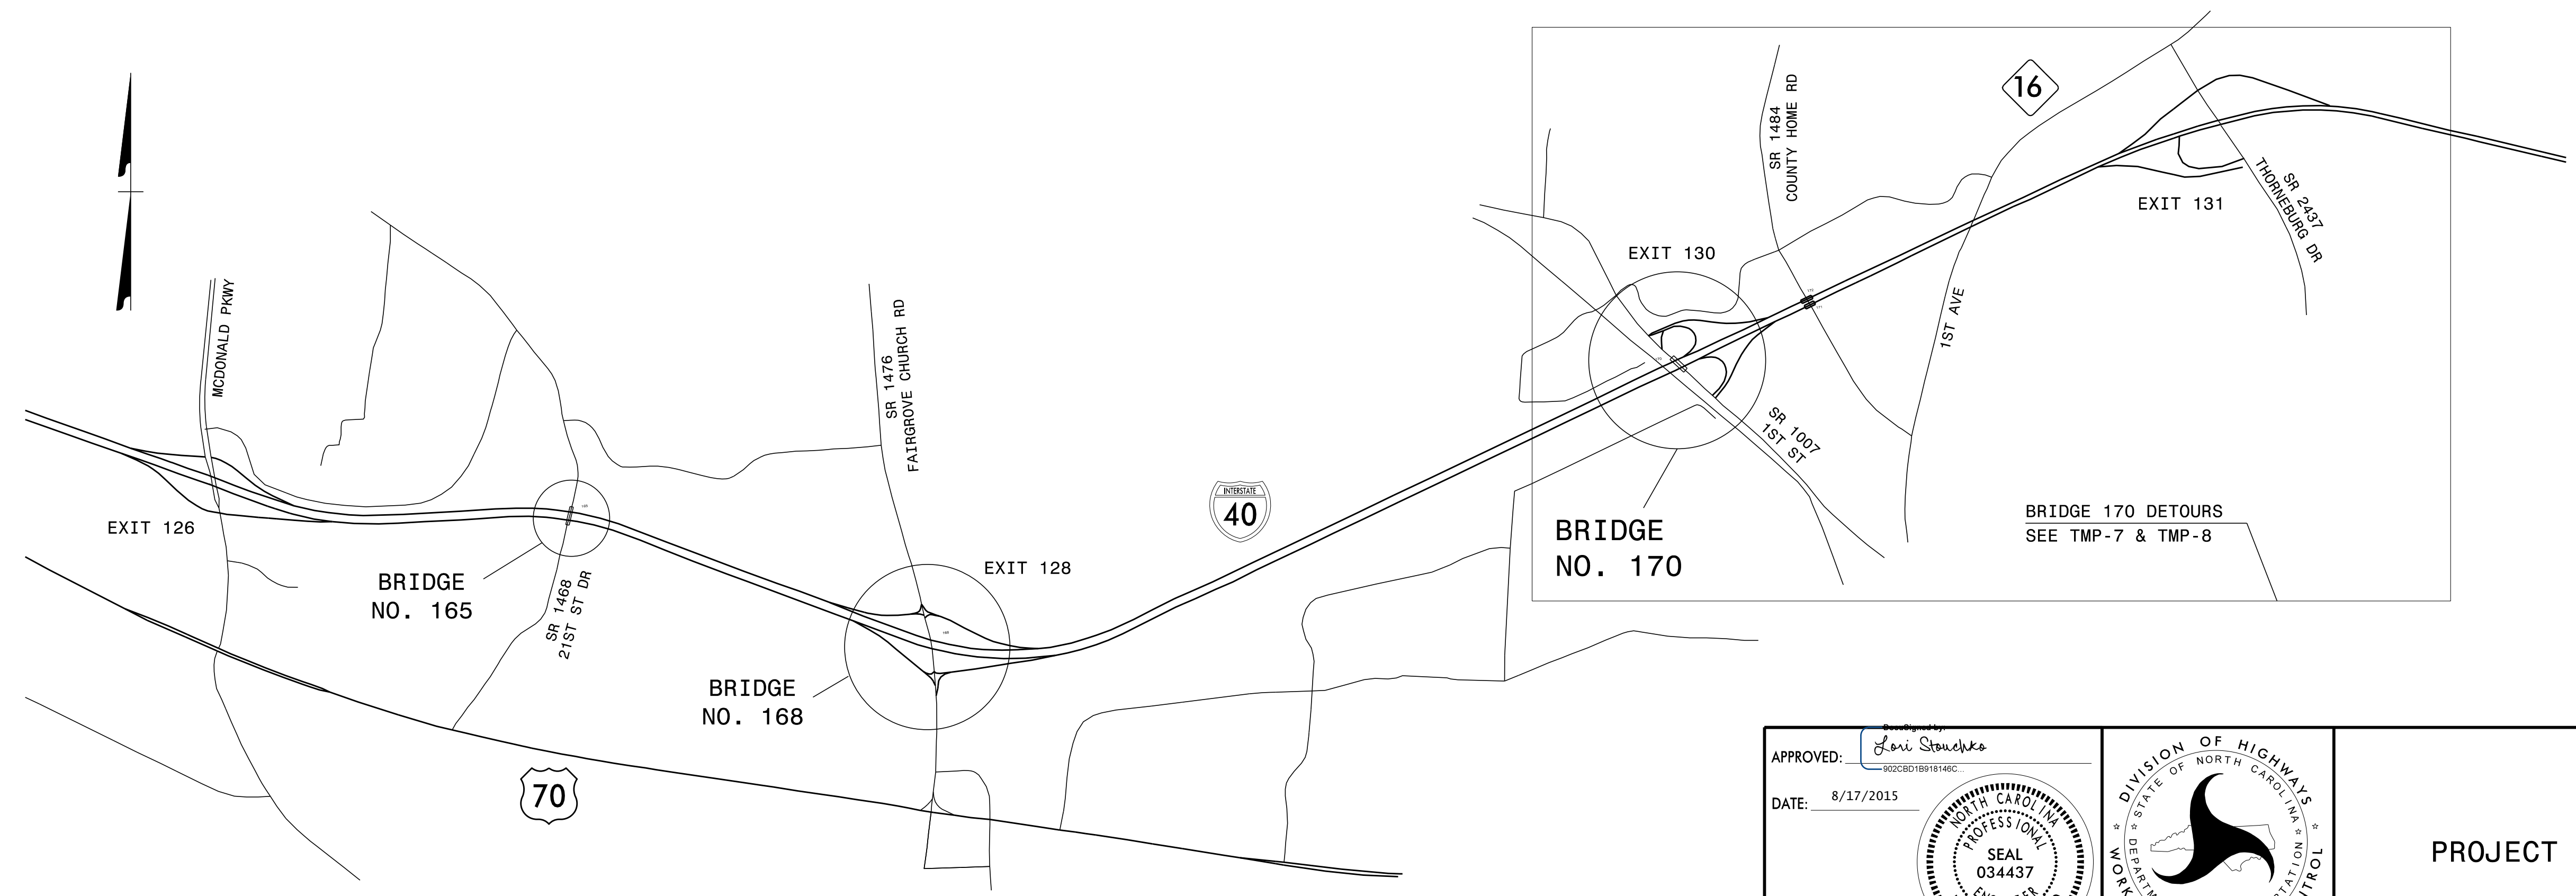 MCDONALD PKWY
EXIT 126
BRIDGE
NO. 165
SR 1468
21ST ST DR
SR 1476
FAIRGROVE CHURCH RD
EXIT 128
BRIDGE
NO. 168
70
INTERSTATE
40
EXIT 130
SR 1484
COUNTY HOME RD
16
1ST AVE
EXIT 131
SR 2437
THORNEBURG DR
SR 1007
1ST ST
BRIDGE
NO. 170
BRIDGE 170 DETOURS
SEE TMP-7 & TMP-8
APPROVED:
DocuSigned by:
Lori Stouchko
902CBD1B918146C...
DATE: 8/17/2015
NORTH CAROLINA
PROFESSIONAL
SEAL
034437
DIVISION OF HIGHWAYS
STATE OF NORTH CAROLINA
PROJECT